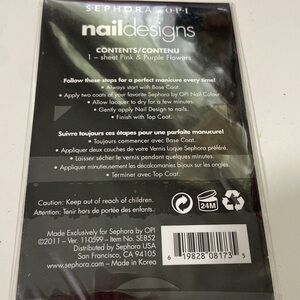 SEPHORA by O·P·I
naildesigns
CONTENTS/CONTENU
1 – sheet Pink & Purple Flowers
Follow these steps for a perfect manicure every time!
• Always start with Base Coat.
• Apply two coats of your favorite Sephora by OPI Nail Colour.
• Allow lacquer to dry for a few minutes.
• Gently apply Nail Design to nails.
• Finish with Top Coat.
Suivre toujours ces étapes pour une parfaite manucure!
• Toujours commencer avec Base Coat.
• Appliquer deux couches de votre Vernis Laque Sephora préféré.
• Laisser sécher le vernis pendant quelques minutes.
• Appliquer minutieusement les décalcomanies bijoux sur les ongles.
• Terminer avec Top Coat.
Caution: Keep out of reach of children.
Attention: Tenir hors de portée des enfants.
24M
Made Exclusively for Sephora by OPI
©2011 – Ver. 110599 – Item No. SE852
Distributed by Sephora USA
San Francisco, CA 94105
www.sephora.com – Made in Korea
6 19828 08173 5